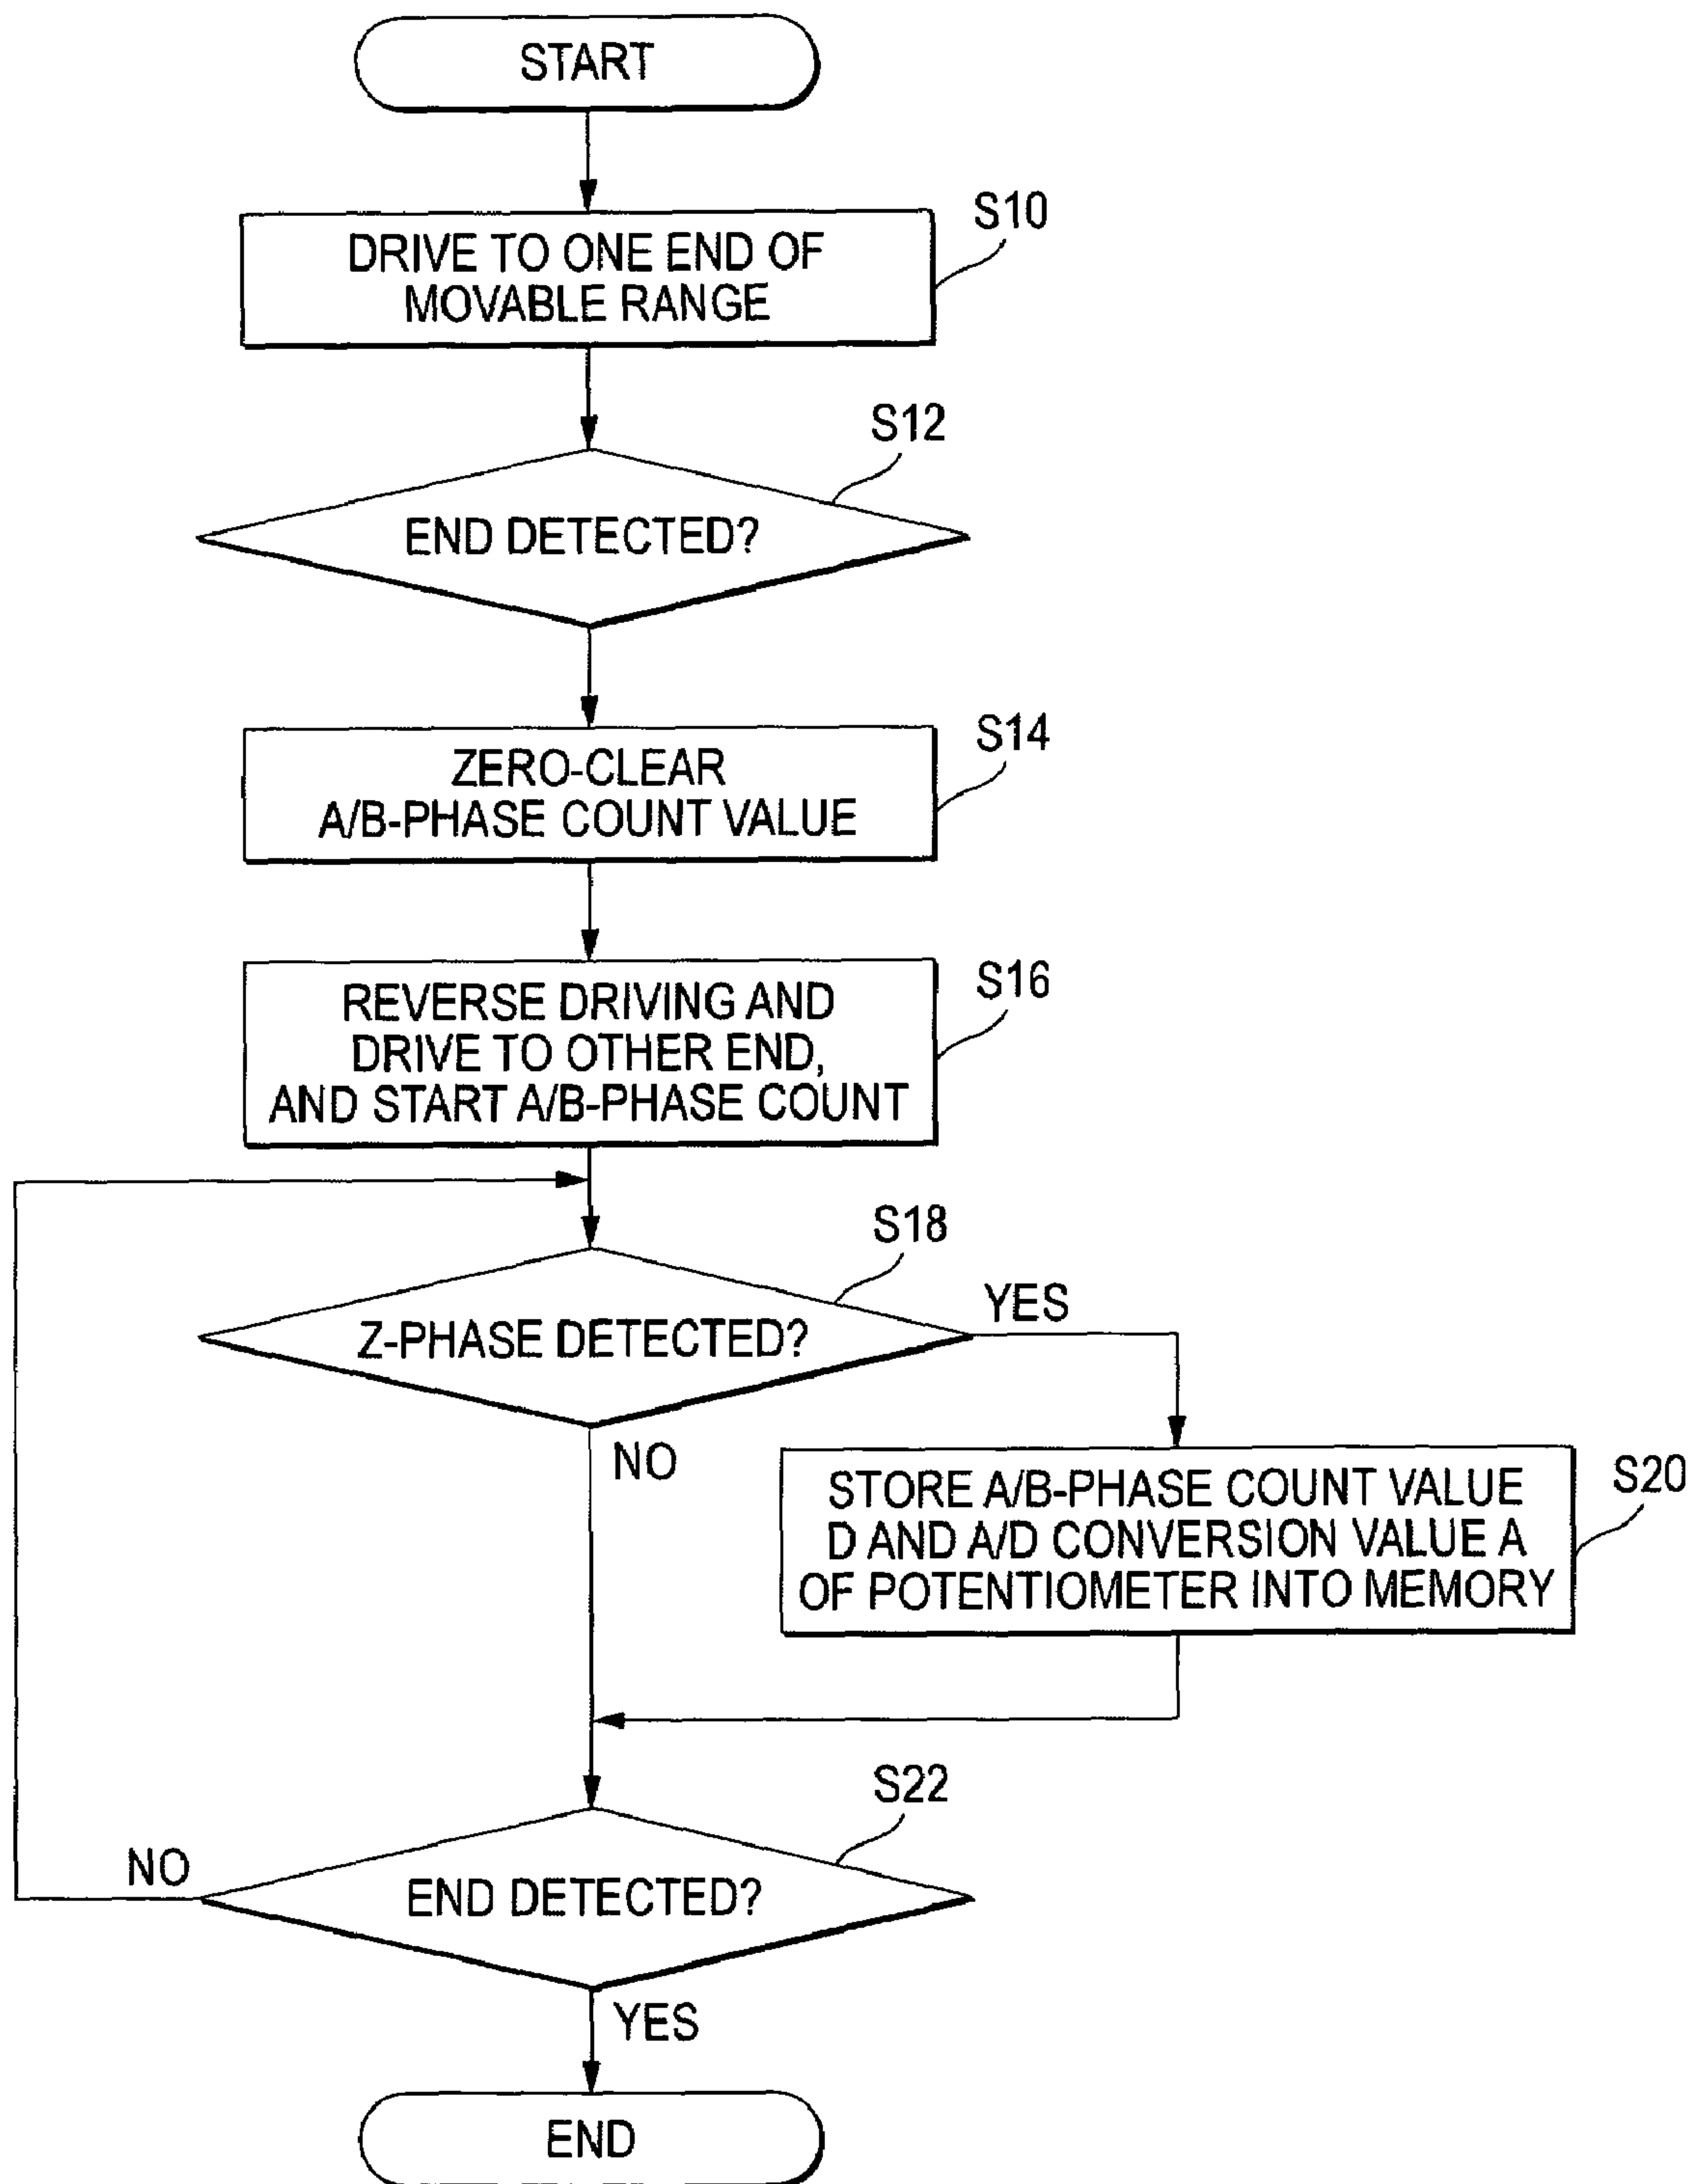 START
S10
DRIVE TO ONE END OF
MOVABLE RANGE
S12
END DETECTED?
S14
ZERO-CLEAR
A/B-PHASE COUNT VALUE
S16
REVERSE DRIVING AND
DRIVE TO OTHER END,
AND START A/B-PHASE COUNT
S18
YES
Z-PHASE DETECTED?
NO
S20
STORE A/B-PHASE COUNT VALUE
D AND A/D CONVERSION VALUE A
OF POTENTIOMETER INTO MEMORY
S22
NO
END DETECTED?
YES
END